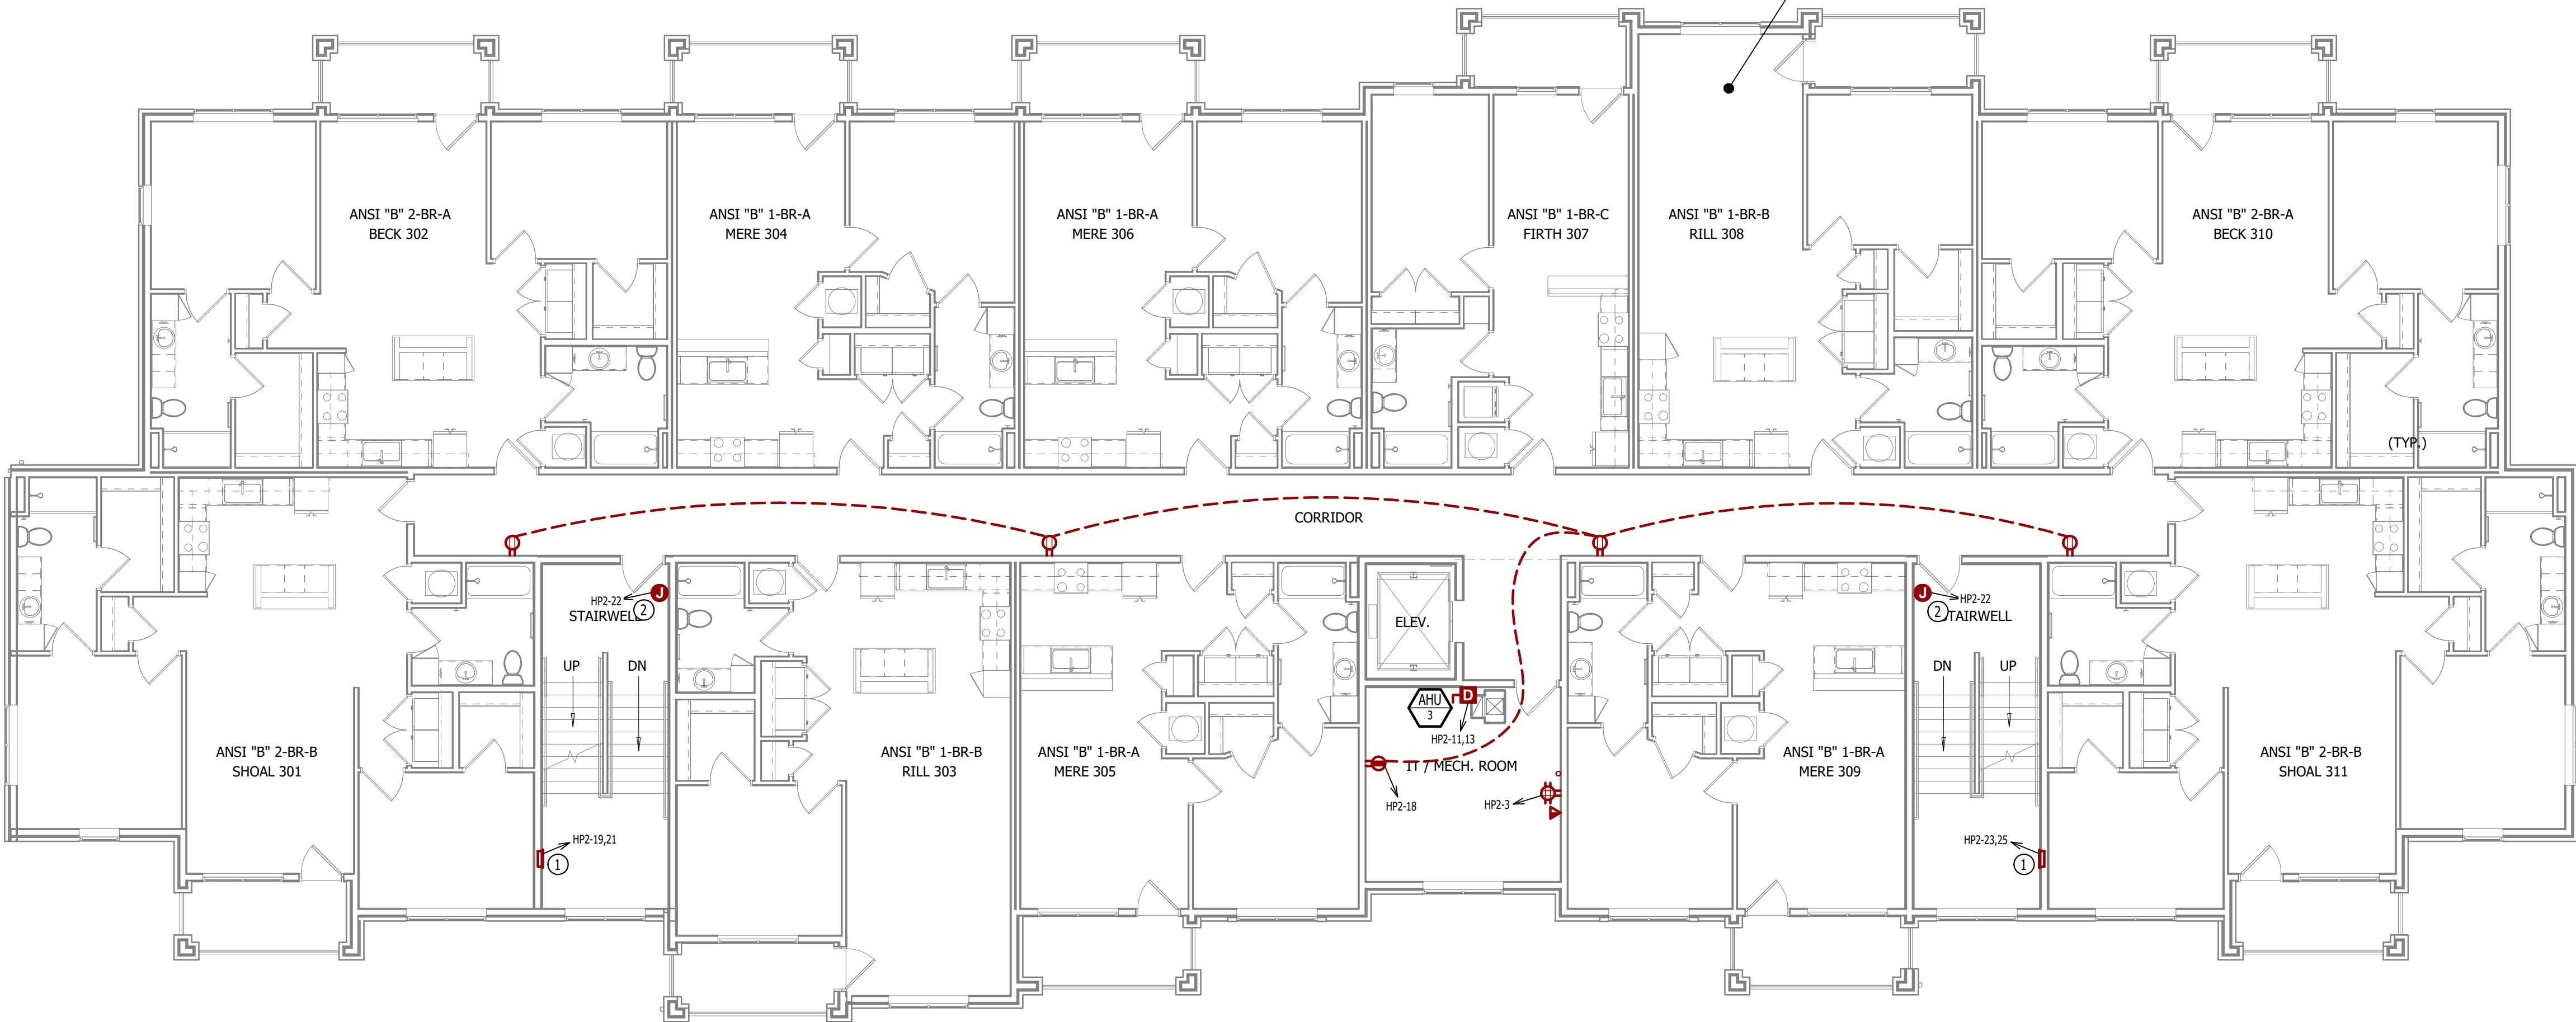 ANSI "B" 2-BR-A
BECK 302
ANSI "B" 1-BR-A
MERE 304
ANSI "B" 1-BR-A
MERE 306
ANSI "B" 1-BR-C
FIRTH 307
ANSI "B" 1-BR-B
RILL 308
ANSI "B" 2-BR-A
BECK 310
(TYP.)
CORRIDOR
HP2-22
J
2
STAIRWELL
UP
DN
ELEV.
J
HP2-22
2
STAIRWELL
DN
UP
AHU
3
D
HP2-11,13
ANSI "B" 2-BR-B
SHOAL 301
ANSI "B" 1-BR-B
RILL 303
ANSI "B" 1-BR-A
MERE 305
IT / MECH. ROOM
HP2-18
HP2-3
ANSI "B" 1-BR-A
MERE 309
ANSI "B" 2-BR-B
SHOAL 311
HP2-19,21
1
HP2-23,25
1